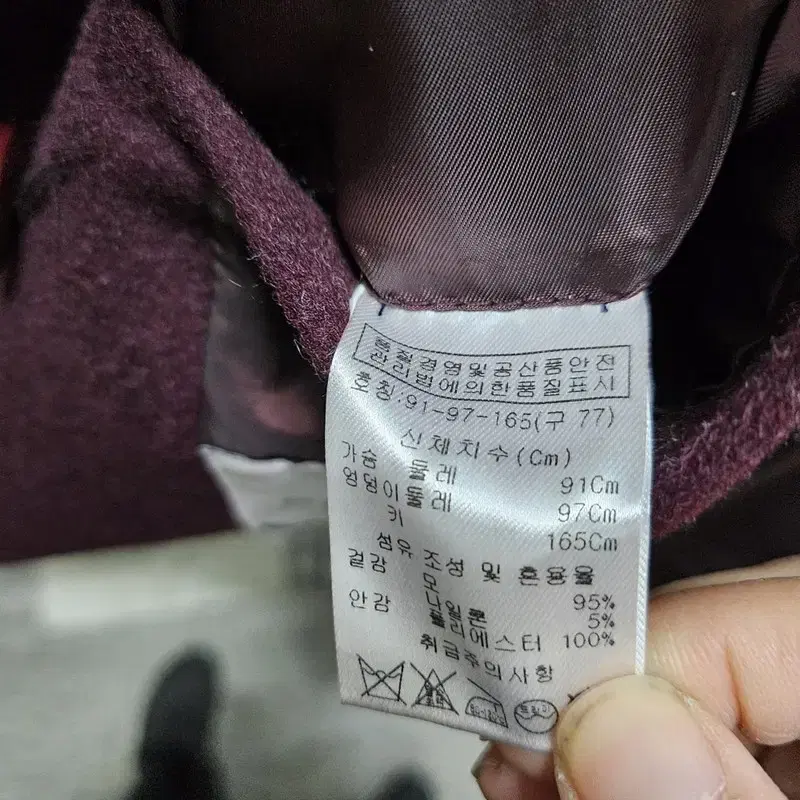 품질경영및공산품안전
관리법에의한품질표시
호칭:91-97-165(구 77)
신체치수(Cm)
가슴 둘레 91Cm
엉덩이둘레 97Cm
키 165Cm
섬유 조성 및 혼용율
겉감 모 95%
나일론 5%
안감 폴리에스터 100%
취급주의사항
드라이